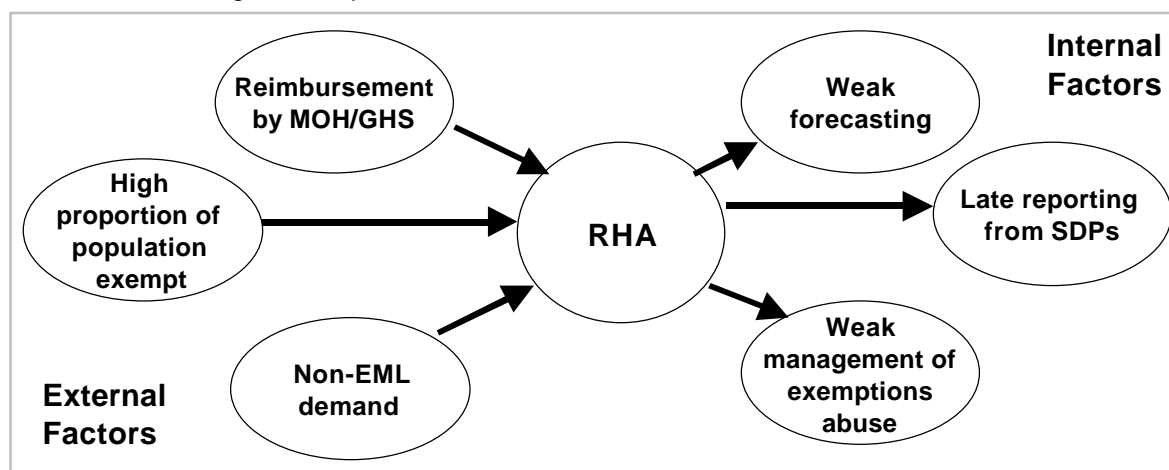 Reimbursement
by MOH/GHS
High
proportion of
population
exempt
Non-EML
demand
External
Factors
RHA
Internal
Factors
Weak
forecasting
Late reporting
from SDPs
Weak
management of
exemptions
abuse